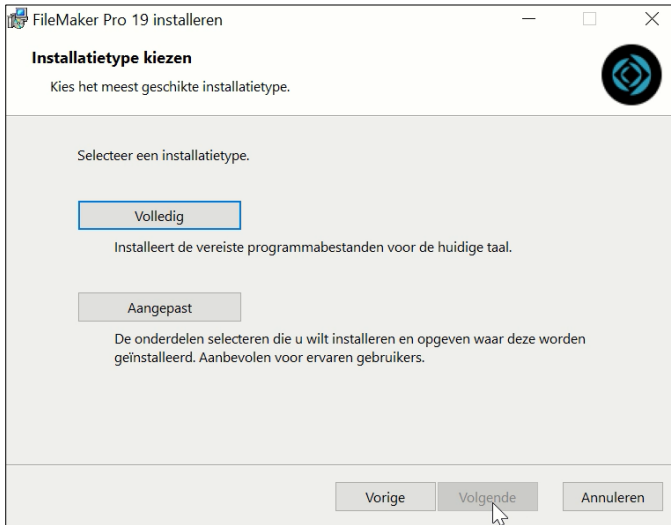 FileMaker Pro 19 installeren
Installatietype kiezen
Kies het meest geschikte installatietype.
Selecteer een installatietype.
Volledig
Installeert de vereiste programmabestanden voor de huidige taal.
Aangepast
De onderdelen selecteren die u wilt installeren en opgeven waar deze worden
geïnstalleerd. Aanbevolen voor ervaren gebruikers.
Vorige
Volgende
Annuleren